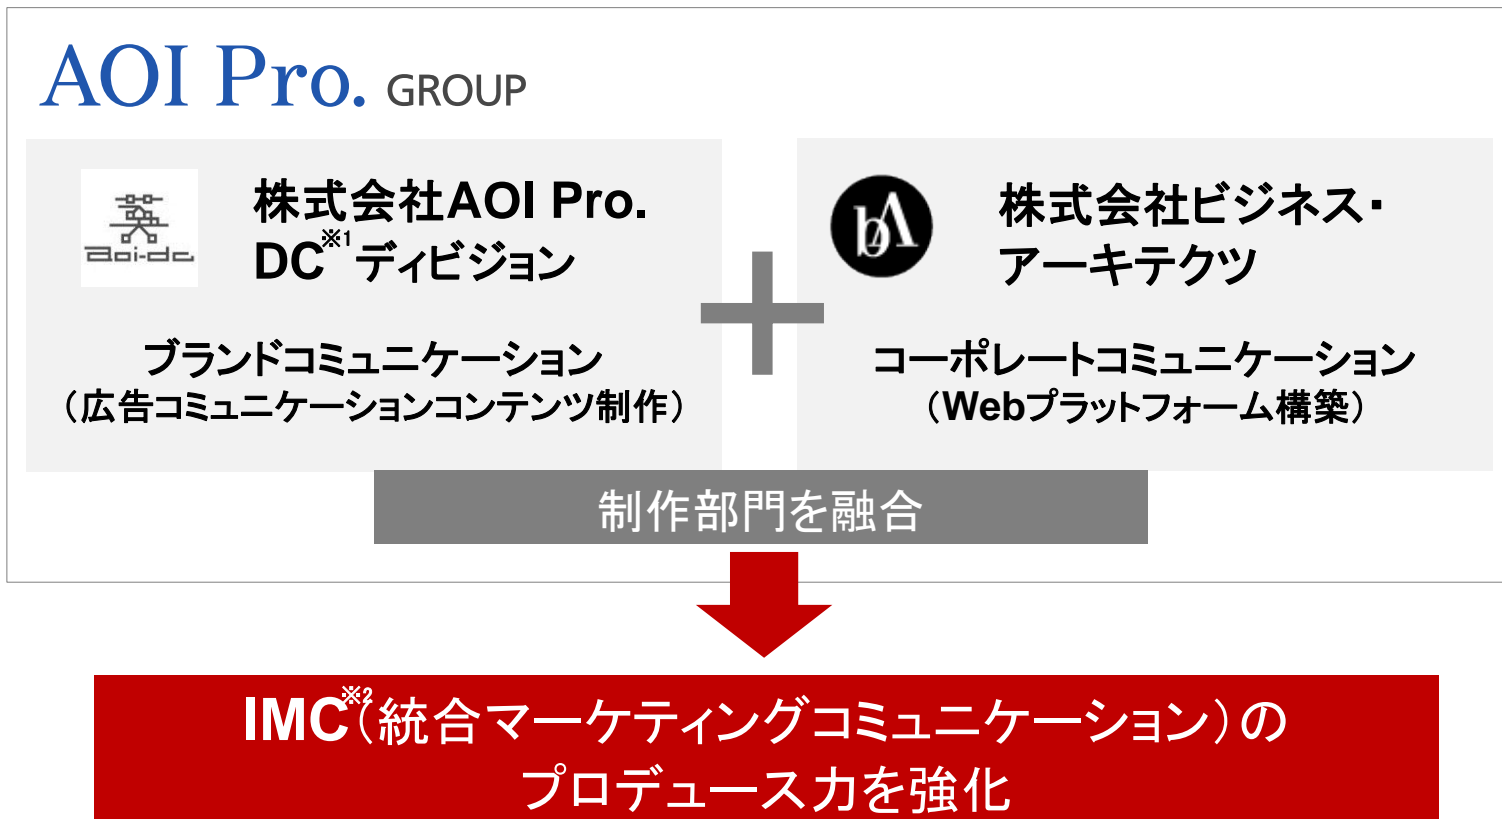 AOI Pro. GROUP
aoi-dc
株式会社AOI Pro.
DC※1 ディビジョン
ブランドコミュニケーション
（広告コミュニケーションコンテンツ制作）
bA
株式会社ビジネス・
アーキテクツ
コーポレートコミュニケーション
（Webプラットフォーム構築）
制作部門を融合
IMC※2（統合マーケティングコミュニケーション）の
プロデュース力を強化